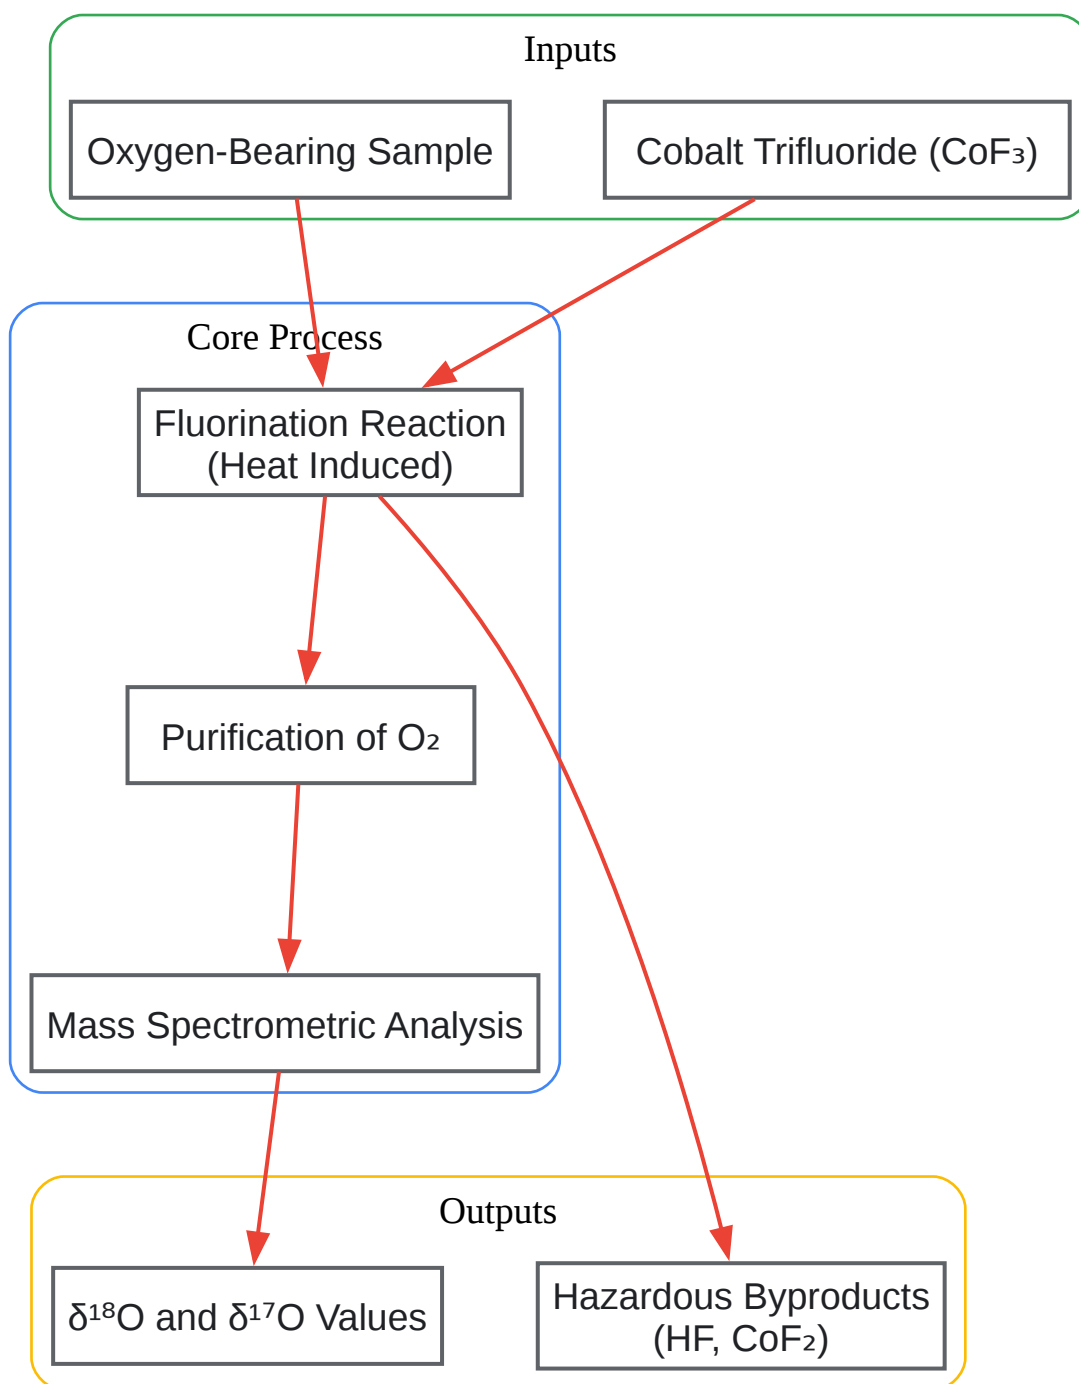 Inputs
Oxygen-Bearing Sample
Cobalt Trifluoride (CoF₃)
Core Process
Fluorination Reaction
(Heat Induced)
Purification of O₂
Mass Spectrometric Analysis
Outputs
δ¹⁸O and δ¹⁷O Values
Hazardous Byproducts
(HF, CoF₂)